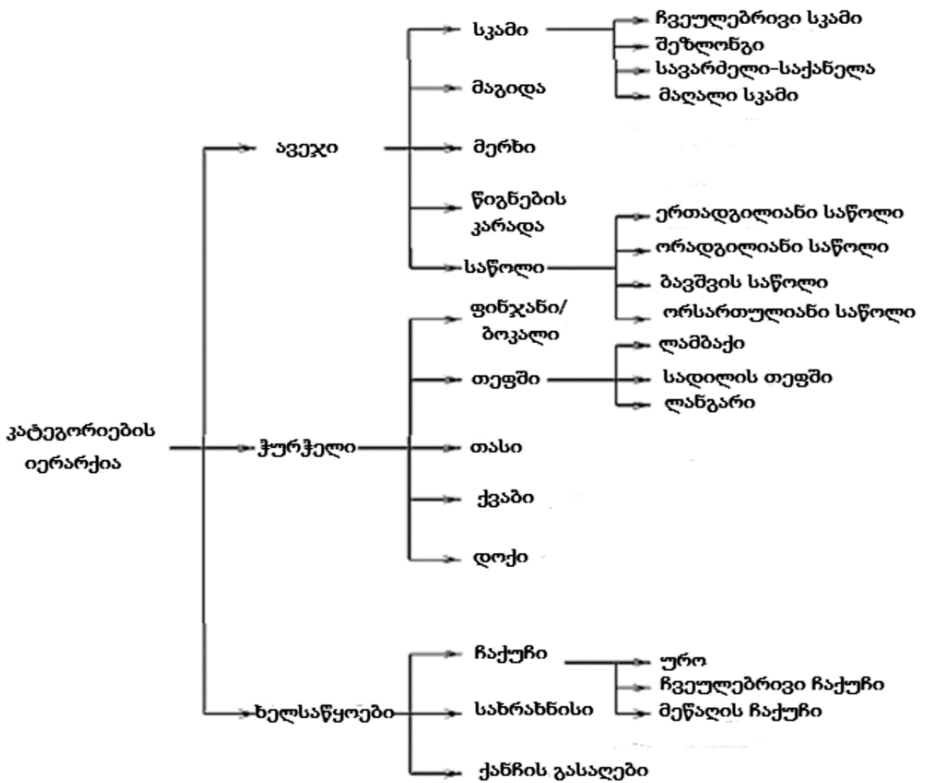 სკამი
ჩვეულებრივი სკამი
შეზლონგი
სავარძელი-საქანელა
მაღალი სკამი
მაგიდა
ავეჯი
მერხი
წიგნების
კარადა
საწოლი
ერთადგილიანი საწოლი
ორადგილიანი საწოლი
ბავშვის საწოლი
ორსართულიანი საწოლი
ფინჯანი/
ბოკალი
თეფში
ლამბაქი
სადილის თეფში
ლანგარი
კატეგორიების
იერარქია
ჭურჭელი
თასი
ქვაბი
დოქი
ჩაქუჩი
ურო
ჩვეულებრივი ჩაქუჩი
მეწაღის ჩაქუჩი
ხელსაწყოები
სახრახნისი
ქანჩის გასაღები